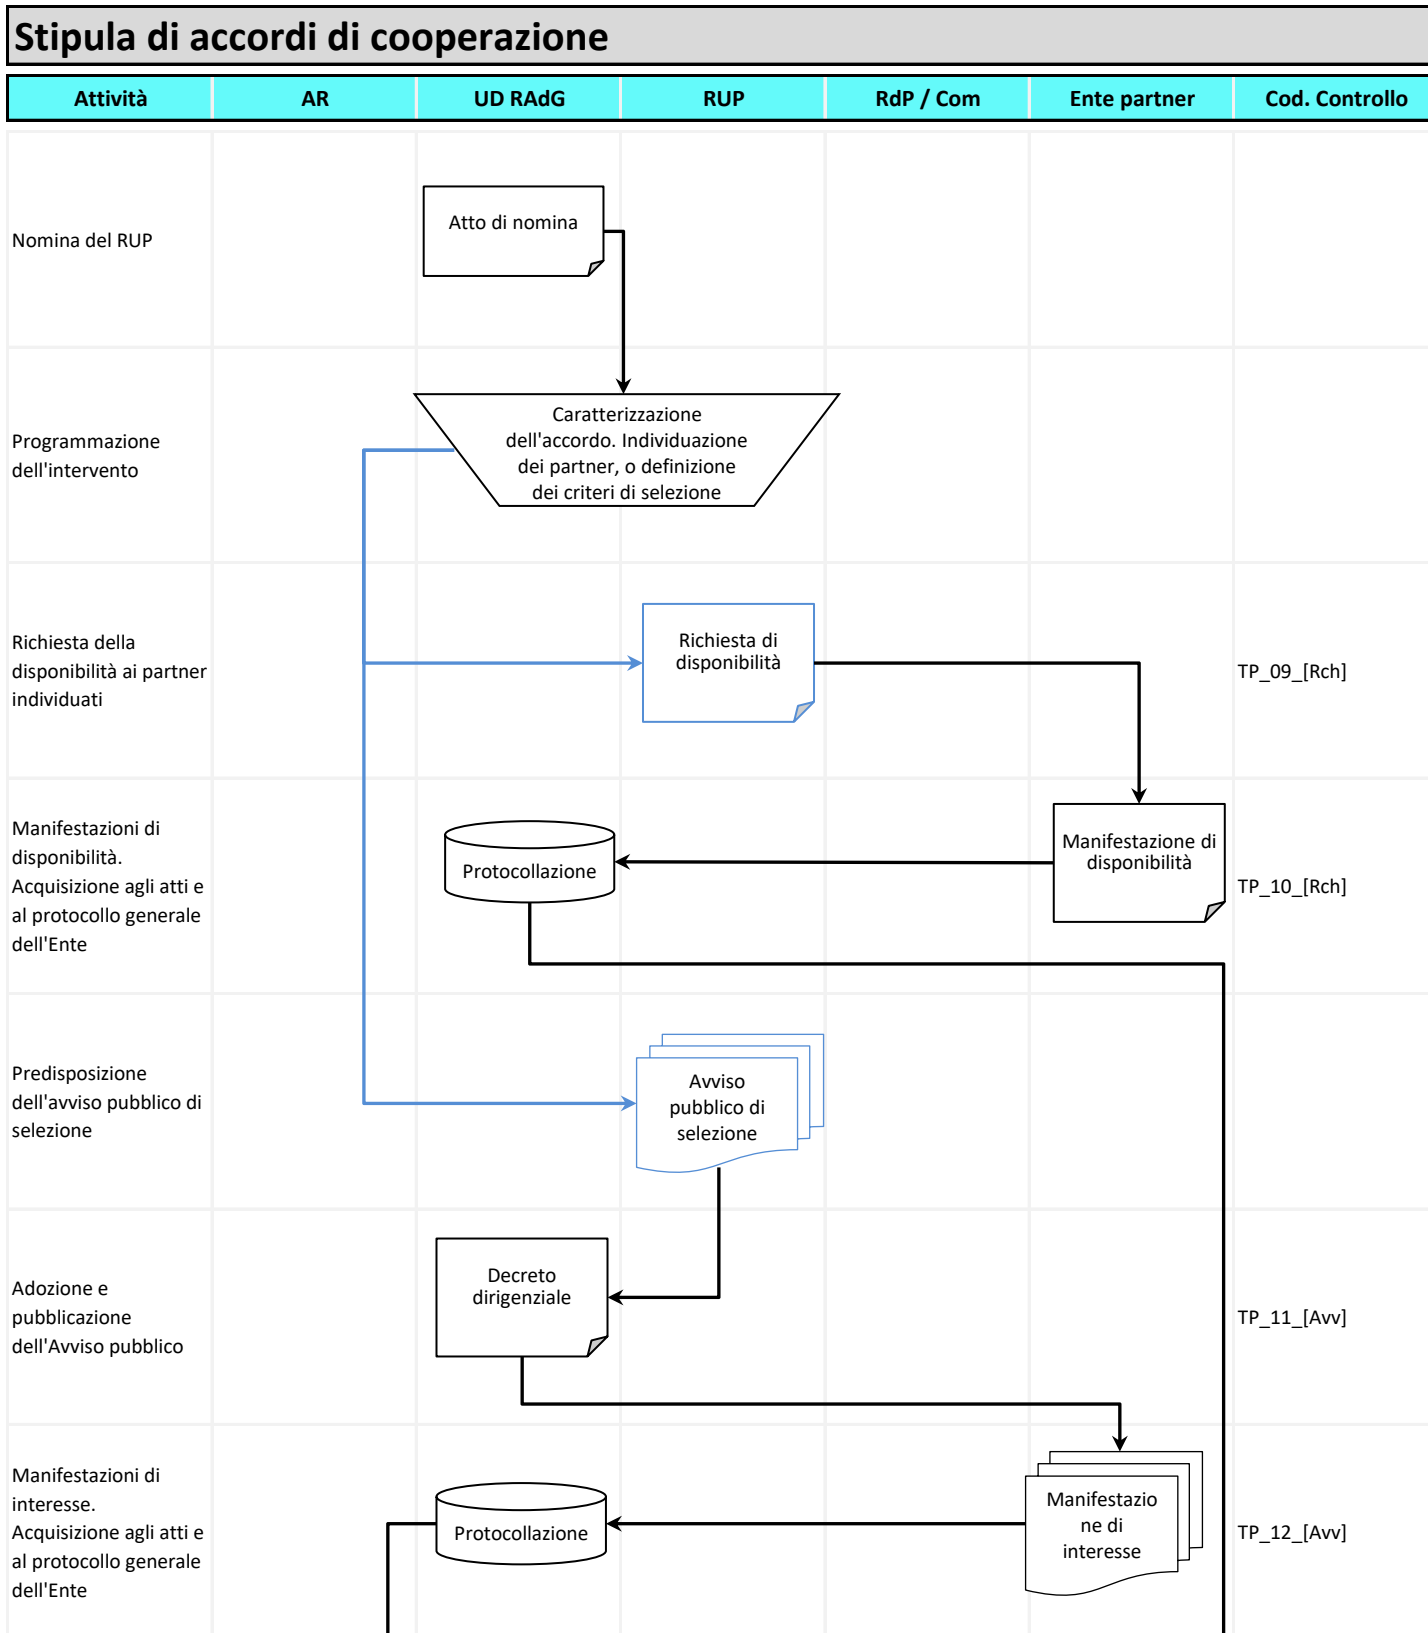 Stipula di accordi di cooperazione
Attività
AR
UD RAdG
RUP
RdP / Com
Ente partner
Cod. Controllo
Nomina del RUP
Atto di nomina
Programmazione
dell'intervento
Caratterizzazione
dell'accordo. Individuazione
dei partner, o definizione
dei criteri di selezione
Richiesta della
disponibilità ai partner
individuati
Richiesta di
disponibilità
TP_09_[Rch]
Manifestazioni di
disponibilità.
Acquisizione agli atti e
al protocollo generale
dell'Ente
Protocollazione
Manifestazione di
disponibilità
TP_10_[Rch]
Predisposizione
dell'avviso pubblico di
selezione
Avviso
pubblico di
selezione
Adozione e
pubblicazione
dell'Avviso pubblico
Decreto
dirigenziale
TP_11_[Avv]
Manifestazioni di
interesse.
Acquisizione agli atti e
al protocollo generale
dell'Ente
Protocollazione
Manifestazio
ne di
interesse
TP_12_[Avv]